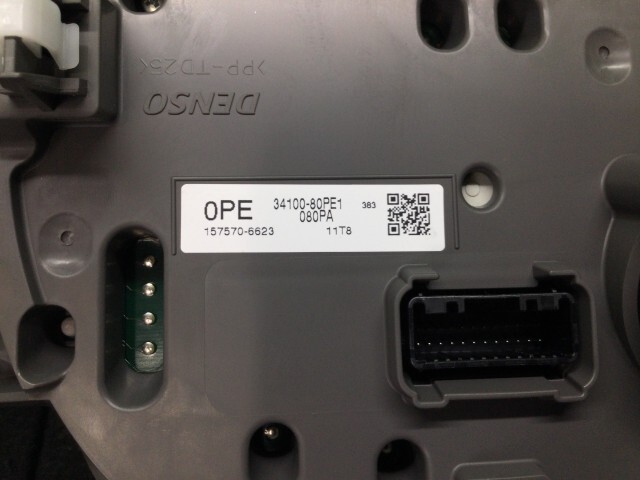 >PP-TD25<
DENSO
0PE 34100-80PE1 383
080PA
157570-6623 11T8